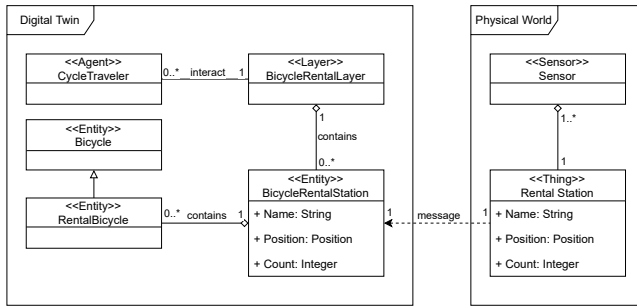 Digital Twin
<<Agent>>
CycleTraveler
0..*
interact
1
<<Layer>>
BicycleRentalLayer
1
contains
0..*
<<Entity>>
Bicycle
<<Entity>>
RentalBicycle
0..*
contains
1
<<Entity>>
BicycleRentalStation
+ Name: String
+ Position: Position
+ Count: Integer
1
message
1
Physical World
<<Sensor>>
Sensor
1..*
1
<<Thing>>
Rental Station
+ Name: String
+ Position: Position
+ Count: Integer